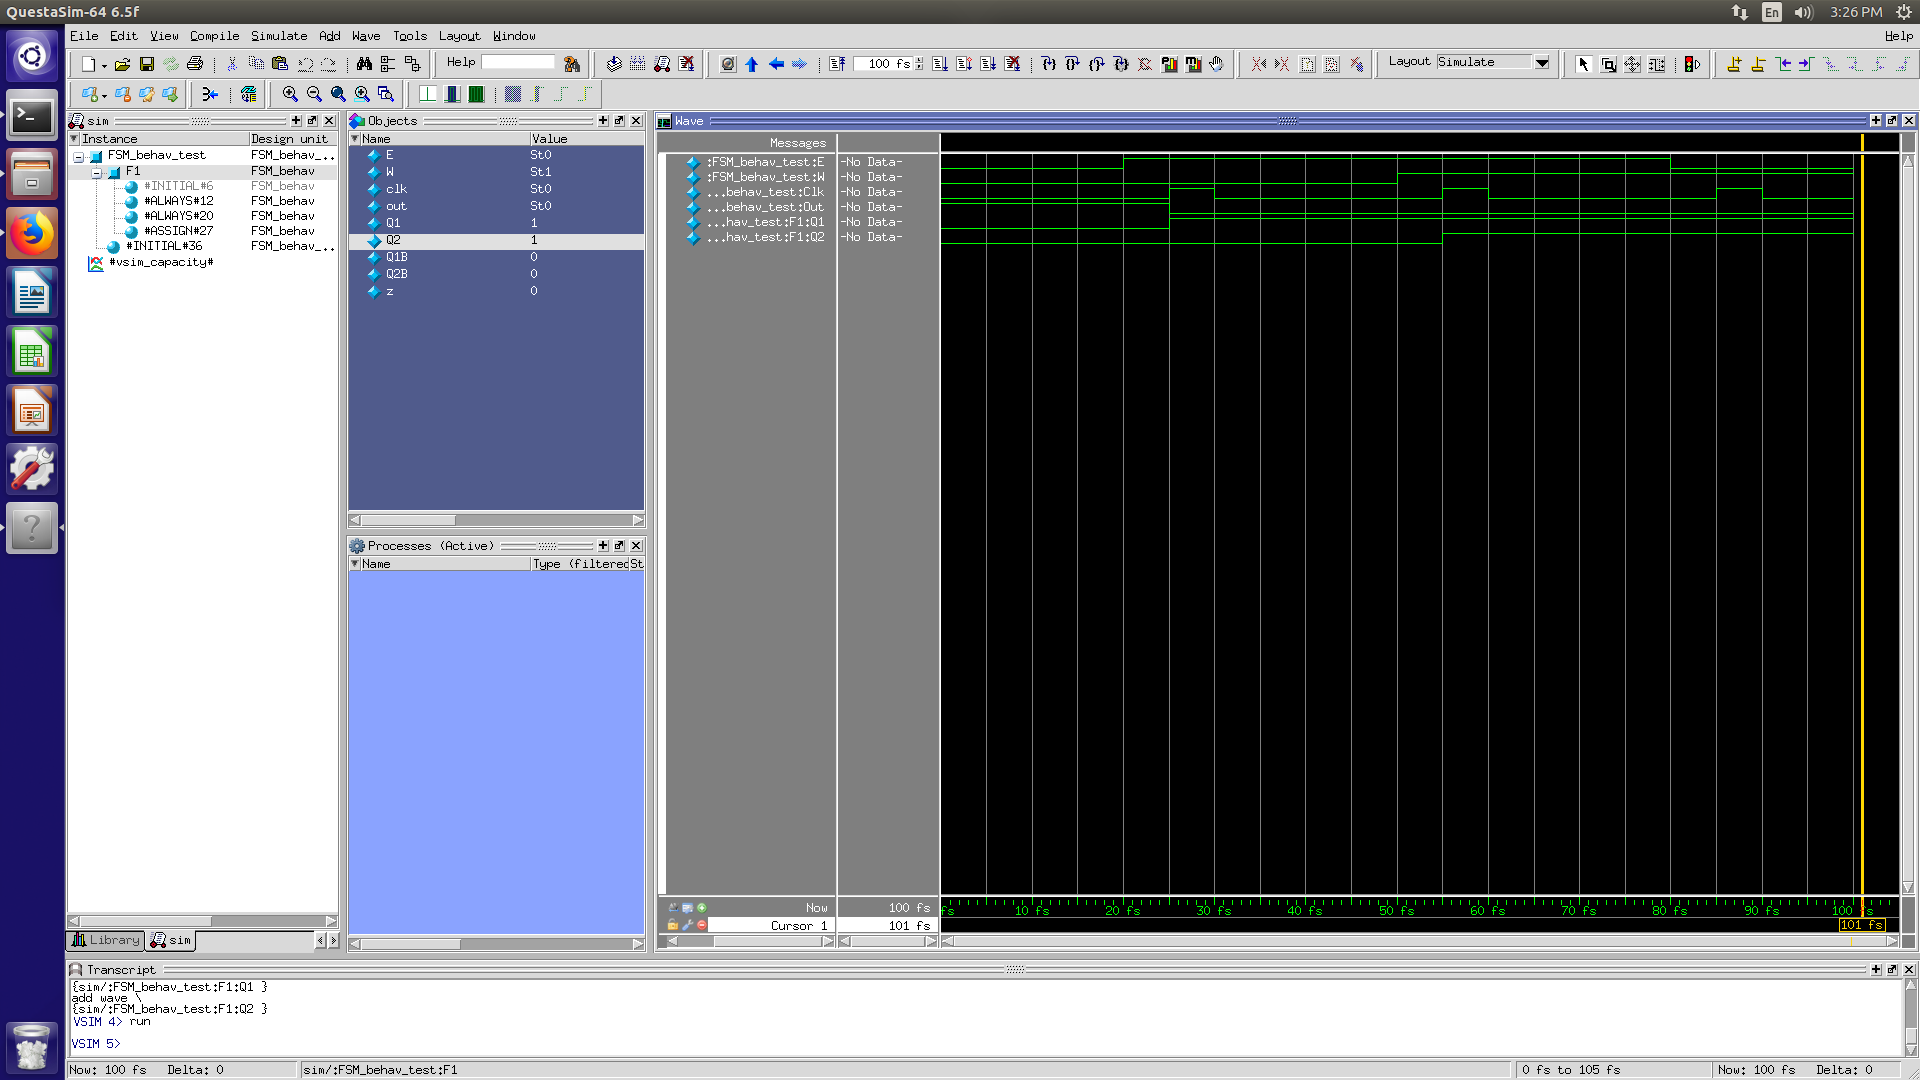 QuestaSim-64 6.5f
En
3:26 PM
File Edit View Compile Simulate Add Wave Tools Layout Window
Help
Help
100 fs
Layout Simulate
sim
Instance Design unit
FSM_behav_test FSM_behav_...
F1 FSM_behav
#INITIAL#6 FSM_behav
#ALWAYS#12 FSM_behav
#ALWAYS#20 FSM_behav
#ASSIGN#27 FSM_behav
#INITIAL#36 FSM_behav_...
#vsim_capacity#
Library sim
Objects
Name Value
E St0
W St1
clk St0
out St0
Q1 1
Q2 1
Q1B 0
Q2B 0
z 0
Processes (Active)
Name Type (filtered St
Wave
Messages
:FSM_behav_test:E -No Data-
:FSM_behav_test:W -No Data-
...behav_test:Clk -No Data-
...behav_test:Out -No Data-
...hav_test:F1:Q1 -No Data-
...hav_test:F1:Q2 -No Data-
Now 100 fs
fs 10 fs 20 fs 30 fs 40 fs 50 fs 60 fs 70 fs 80 fs 90 fs 100 fs
Cursor 1 101 fs
101 fs
Transcript
{sim/:FSM_behav_test:F1:Q1 }
add wave \
{sim/:FSM_behav_test:F1:Q2 }
VSIM 4> run
VSIM 5>
Now: 100 fs Delta: 0
sim/:FSM_behav_test:F1
0 fs to 105 fs
Now: 100 fs Delta: 0